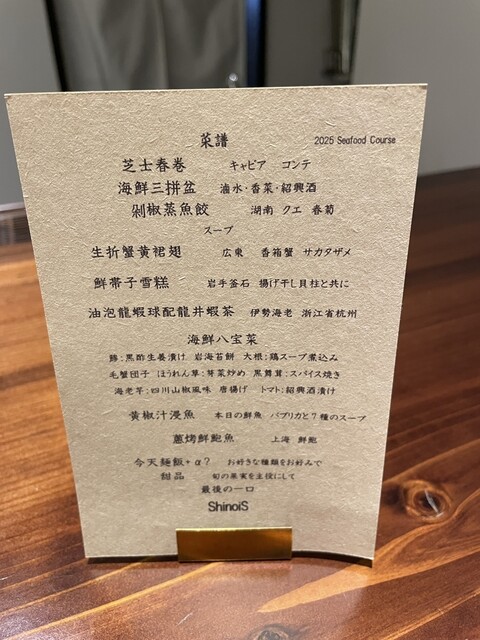 菜譜
2025 Seafood Course
芝士春巻 キャビア コンテ
海鮮三拼盆 滷水・香菜・紹興酒
剁椒蒸魚餃 湖南 クエ 春菊
スープ
生折蟹黄裙翅 広東 香箱蟹 サカタザメ
鮮帯子雪糕 岩手釜石 揚げ干し貝柱と共に
油泡龍蝦球配龍井蝦茶 伊勢海老 浙江省杭州
海鮮八宝菜
鯵:黒酢生姜漬け 岩海苔餅 大根:鶏スープ煮込み
毛蟹団子 ほうれん草:芽菜炒め 黒舞茸:スパイス焼き
海老芋:四川山椒風味 唐揚げ トマト:紹興酒漬け
黄椒汁浸魚 本日の鮮魚 パプリカと7種のスープ
蔥烤鮮鮑魚 上海 鮮鮑
今天麺飯+α? お好きな種類をお好みで
甜品 旬の果実を主役にして
最後の一口
ShinoiS